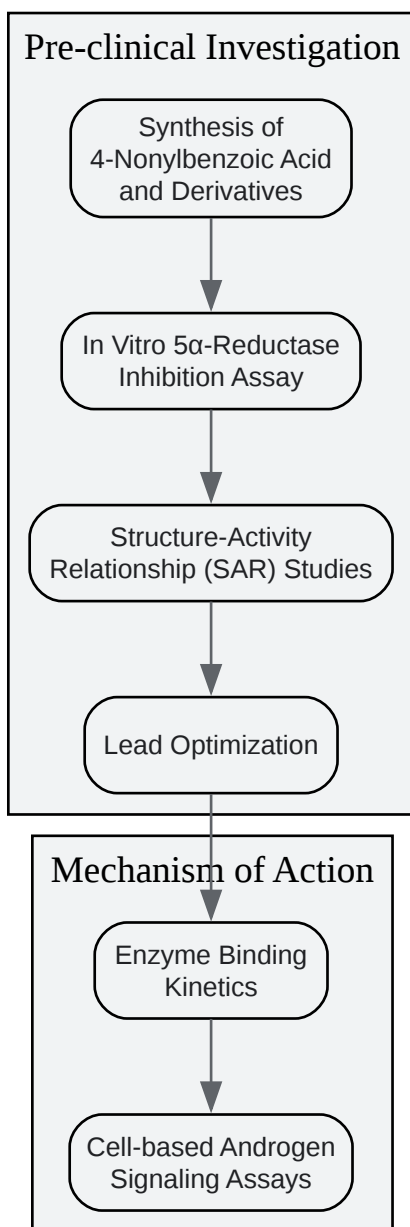 Pre-clinical Investigation
Synthesis of
4-Nonylbenzoic Acid
and Derivatives
In Vitro 5α-Reductase
Inhibition Assay
Structure-Activity
Relationship (SAR) Studies
Lead Optimization
Mechanism of Action
Enzyme Binding
Kinetics
Cell-based Androgen
Signaling Assays